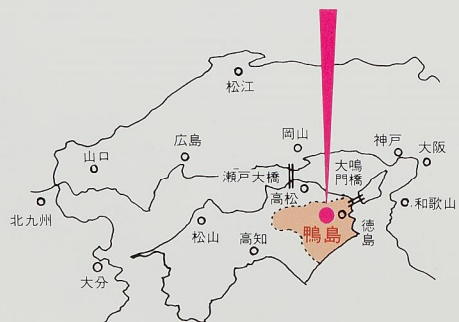 松江
山口
広島
岡山
神戸
大阪
瀬戸大橋
大鳴
門橋
高松
北九州
松山
高知
鴨島
徳島
和歌山
大分